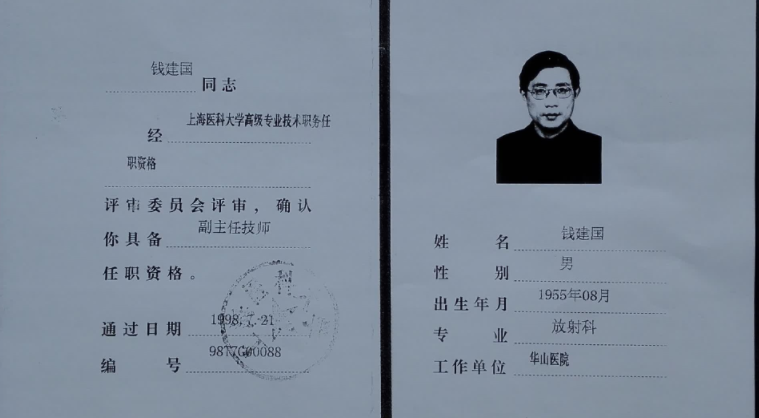 钱建国
同志
经 上海医科大学高级专业技术职务任
职资格
评审委员会评审，确认
你具备 副主任技师
任职资格。
通过日期 1998.7.21
编号
姓名 钱建国
性别 男
出生年月 1955年08月
专业 放射科
工作单位 华山医院